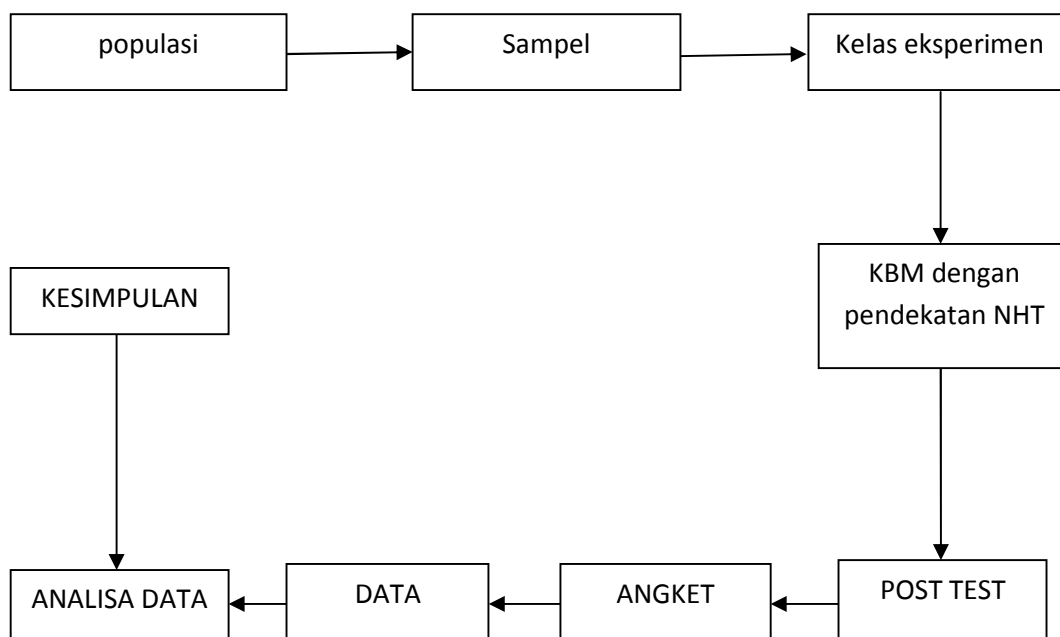 populasi
Sampel
Kelas eksperimen
KBM dengan
pendekatan NHT
KESIMPULAN
ANALISA DATA
DATA
ANGKET
POST TEST